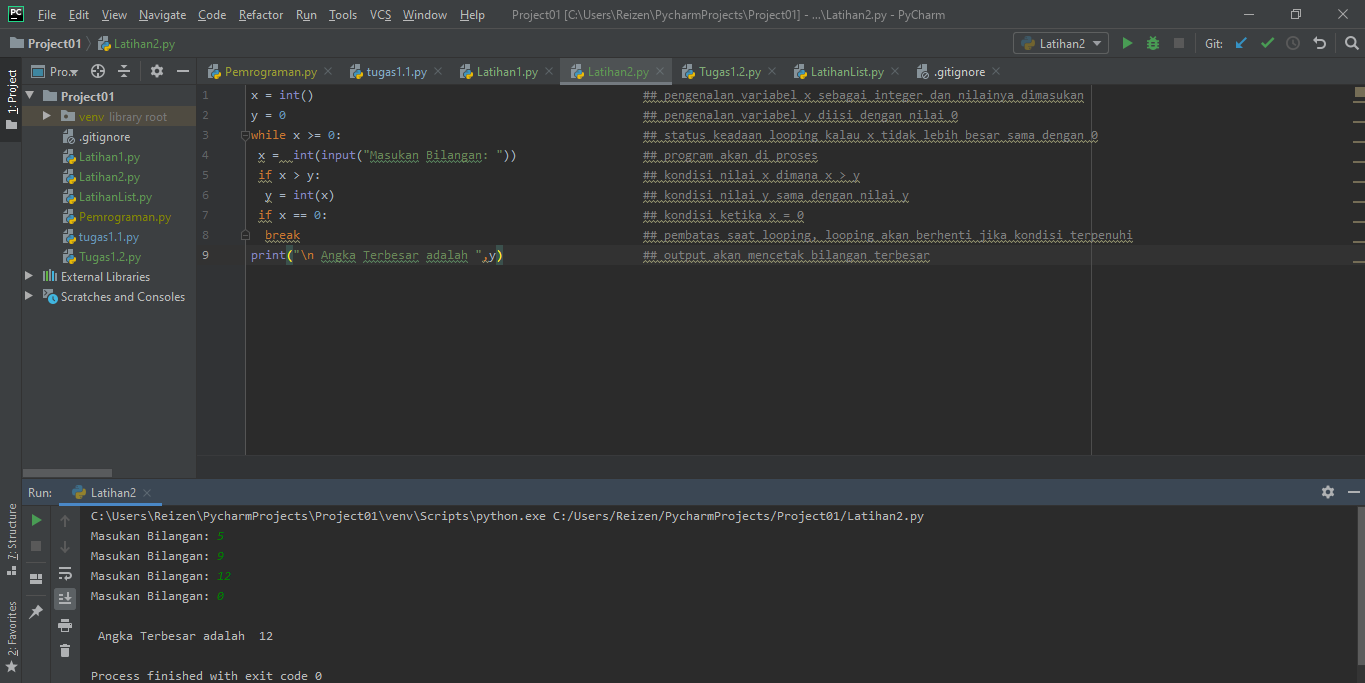 File Edit View Navigate Code Refactor Run Tools VCS Window Help Project01 [C:\Users\Reizen\PycharmProjects\Project01] - ...\Latihan2.py - PyCharm
Project01 Latihan2.py Latihan2 Git:
1: Project
Pro...
Pemrograman.py tugas1.1.py Latihan1.py Latihan2.py Tugas1.2.py LatihanList.py .gitignore
Project01
venv library root
.gitignore
Latihan1.py
Latihan2.py
LatihanList.py
Pemrograman.py
tugas1.1.py
Tugas1.2.py
External Libraries
Scratches and Consoles
1 x = int() ## pengenalan variabel x sebagai integer dan nilainya dimasukan
2 y = 0 ## pengenalan variabel y diisi dengan nilai 0
3 while x >= 0: ## status keadaan looping kalau x tidak lebih besar sama dengan 0
4 x =  int(input("Masukan Bilangan: ")) ## program akan di proses
5 if x > y: ## kondisi nilai x dimana x > y
6 y = int(x) ## kondisi nilai y sama dengan nilai y
7 if x == 0: ## kondisi ketika x = 0
8 break ## pembatas saat looping, looping akan berhenti jika kondisi terpenuhi
9 print("\n Angka Terbesar adalah ",y) ## output akan mencetak bilangan terbesar
Run: Latihan2
7: Structure
2: Favorites
C:\Users\Reizen\PycharmProjects\Project01\venv\Scripts\python.exe C:/Users/Reizen/PycharmProjects/Project01/Latihan2.py
Masukan Bilangan: 5
Masukan Bilangan: 9
Masukan Bilangan: 12
Masukan Bilangan: 0
Angka Terbesar adalah  12
Process finished with exit code 0